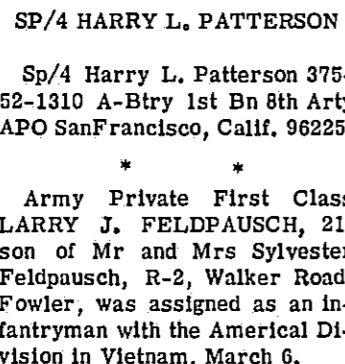 SP/4 HARRY L. PATTERSON
Sp/4 Harry L. Patterson 375-
52-1310 A-Btry 1st Bn 8th Arty
APO SanFrancisco, Calif. 96225
* *
Army Private First Class
LARRY J. FELDPAUSCH, 21
son of Mr and Mrs Sylvester
Feldpausch, R-2, Walker Road
Fowler, was assigned as an in-
fantryman with the Americal Di-
vision in Vietnam, March 6.